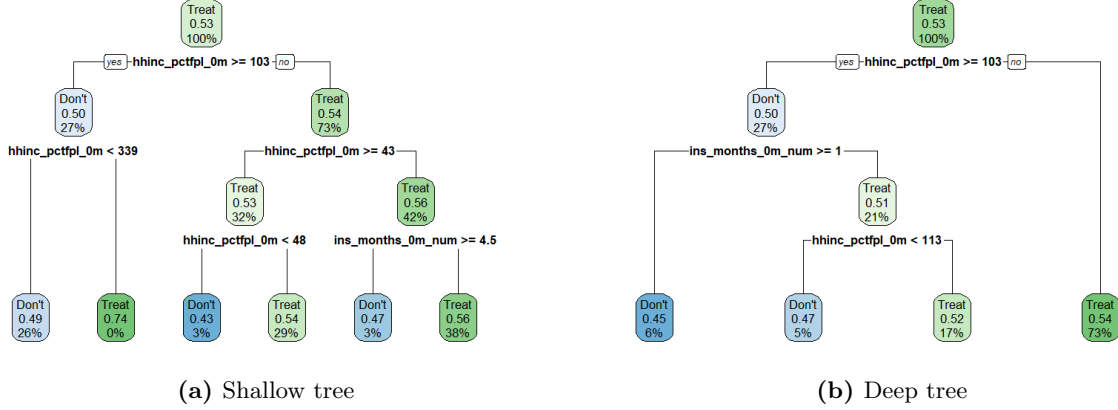 Treat
0.53
100%
yes hhinc_pctfpl_0m >= 103 no
Don't
0.50
27%
Treat
0.54
73%
hhinc_pctfpl_0m < 339
hhinc_pctfpl_0m >= 43
Treat
0.53
32%
Treat
0.56
42%
hhinc_pctfpl_0m < 48
ins_months_0m_num >= 4.5
Don't
0.49
26%
Treat
0.74
0%
Don't
0.43
3%
Treat
0.54
29%
Don't
0.47
3%
Treat
0.56
38%
(a) Shallow tree
Treat
0.53
100%
yes hhinc_pctfpl_0m >= 103 no
Don't
0.50
27%
ins_months_0m_num >= 1
Treat
0.51
21%
hhinc_pctfpl_0m < 113
Don't
0.45
6%
Don't
0.47
5%
Treat
0.52
17%
Treat
0.54
73%
(b) Deep tree